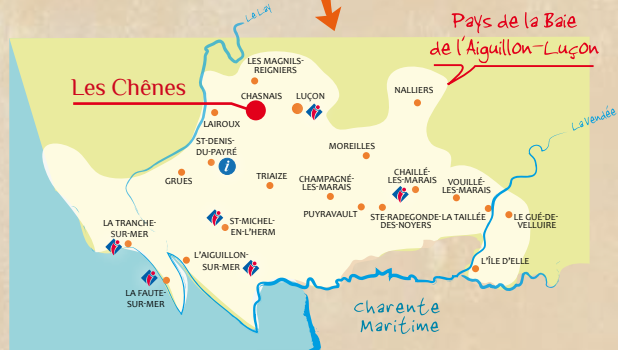 Le Lay
Pays de la Baie
de l'Aiguillon-Luçon
LES MAGNILS-
REIGNIERS
Les Chênes
CHASNAIS
LUÇON
NALLIERS
LAIROUX
La Vendée
ST-DENIS-
DU-PAYRÉ
i
MOREILLES
GRUES
TRIAIZE
CHAMPAGNÉ-
LES-MARAIS
CHAILLÉ-
LES-MARAIS
VOUILLÉ-
LES-MARAIS
PUYRAVAULT
STE-RADEGONDE-
DES-NOYERS
LA TAILLÉE
LE GUÉ-DE-
VELLUIRE
LA TRANCHE-
SUR-MER
ST-MICHEL-
EN-L'HERM
L'AIGUILLON-
SUR-MER
L'ÎLE D'ELLE
LA FAUTE-
SUR-MER
Charente
Maritime